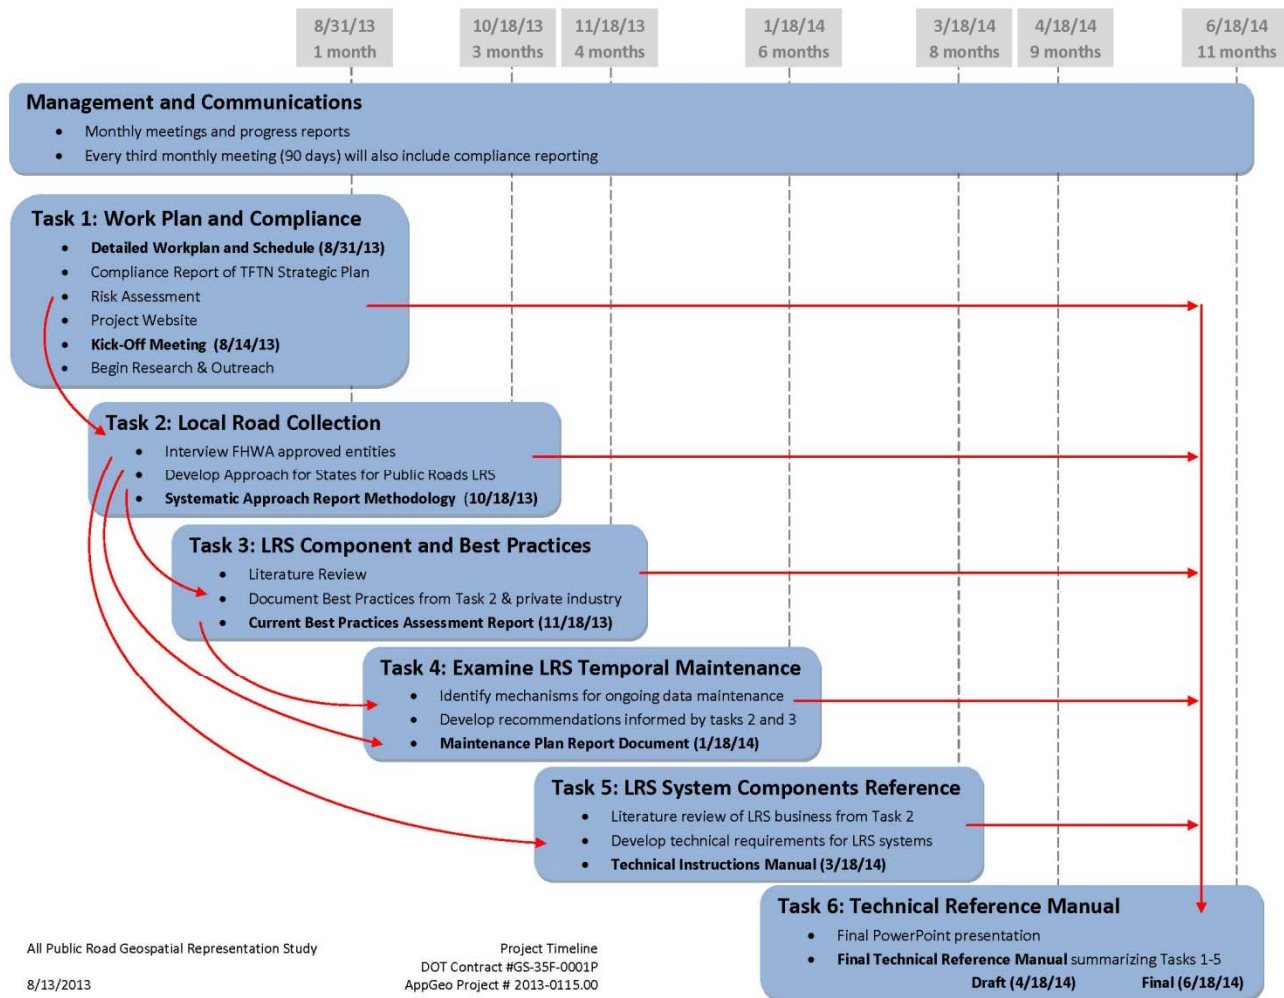 8/31/13 10/18/13 11/18/13 1/18/14 3/18/14 4/18/14 6/18/14
1 month 3 months 4 months 6 months 8 months 9 months 11 months
Management and Communications
• Monthly meetings and progress reports
• Every third monthly meeting (90 days) will also include compliance reporting
Task 1: Work Plan and Compliance
• Detailed Workplan and Schedule (8/31/13)
• Compliance Report of TFTN Strategic Plan
• Risk Assessment
• Project Website
• Kick-Off Meeting (8/14/13)
• Begin Research & Outreach
Task 2: Local Road Collection
• Interview FHWA approved entities
• Develop Approach for States for Public Roads LRS
• Systematic Approach Report Methodology (10/18/13)
Task 3: LRS Component and Best Practices
• Literature Review
• Document Best Practices from Task 2 & private industry
• Current Best Practices Assessment Report (11/18/13)
Task 4: Examine LRS Temporal Maintenance
• Identify mechanisms for ongoing data maintenance
• Develop recommendations informed by tasks 2 and 3
• Maintenance Plan Report Document (1/18/14)
Task 5: LRS System Components Reference
• Literature review of LRS business from Task 2
• Develop technical requirements for LRS systems
• Technical Instructions Manual (3/18/14)
Task 6: Technical Reference Manual
• Final PowerPoint presentation
• Final Technical Reference Manual summarizing Tasks 1-5
Draft (4/18/14) Final (6/18/14)
All Public Road Geospatial Representation Study
8/13/2013
Project Timeline
DOT Contract #GS-35F-0001P
AppGeo Project # 2013-0115.00